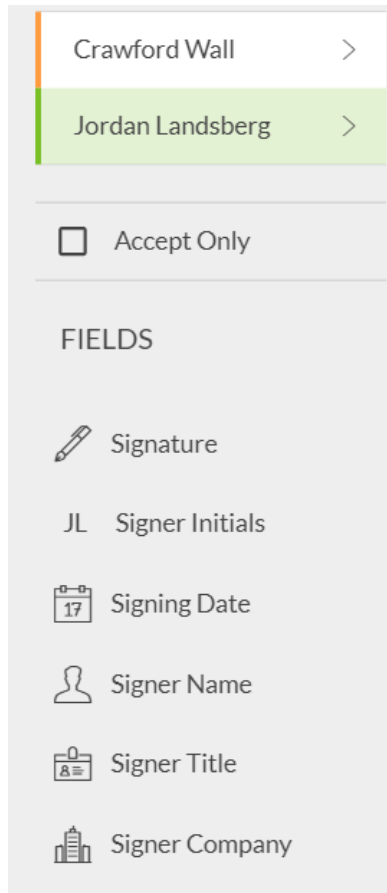 Crawford Wall
Jordan Landsberg
Accept Only
FIELDS
Signature
JL Signer Initials
17 Signing Date
Signer Name
Signer Title
Signer Company